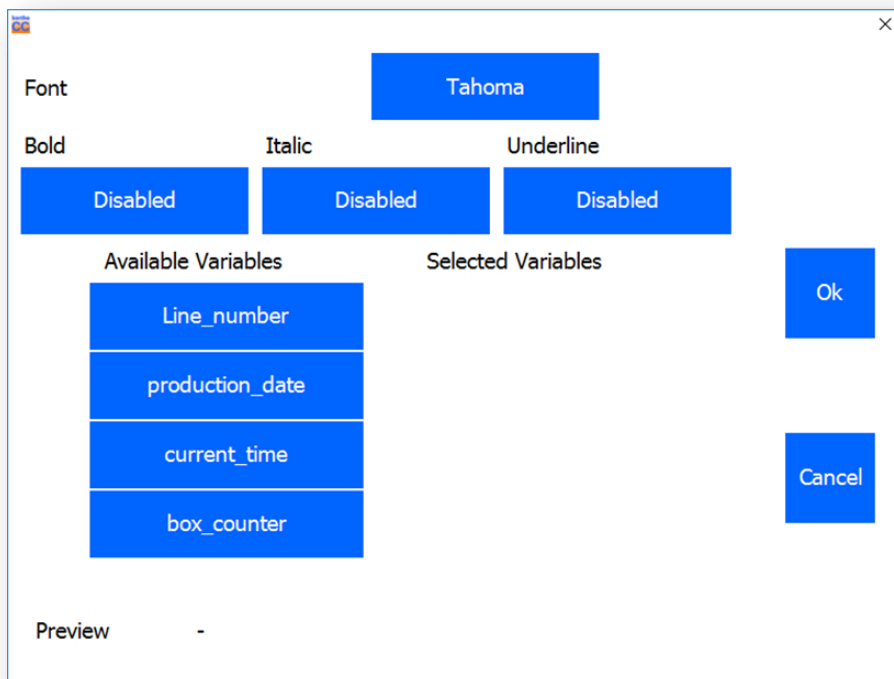 CC
Font
Tahoma
Bold Italic Underline
Disabled Disabled Disabled
Available Variables Selected Variables
Line_number
Ok
production_date
current_time
Cancel
box_counter
Preview -